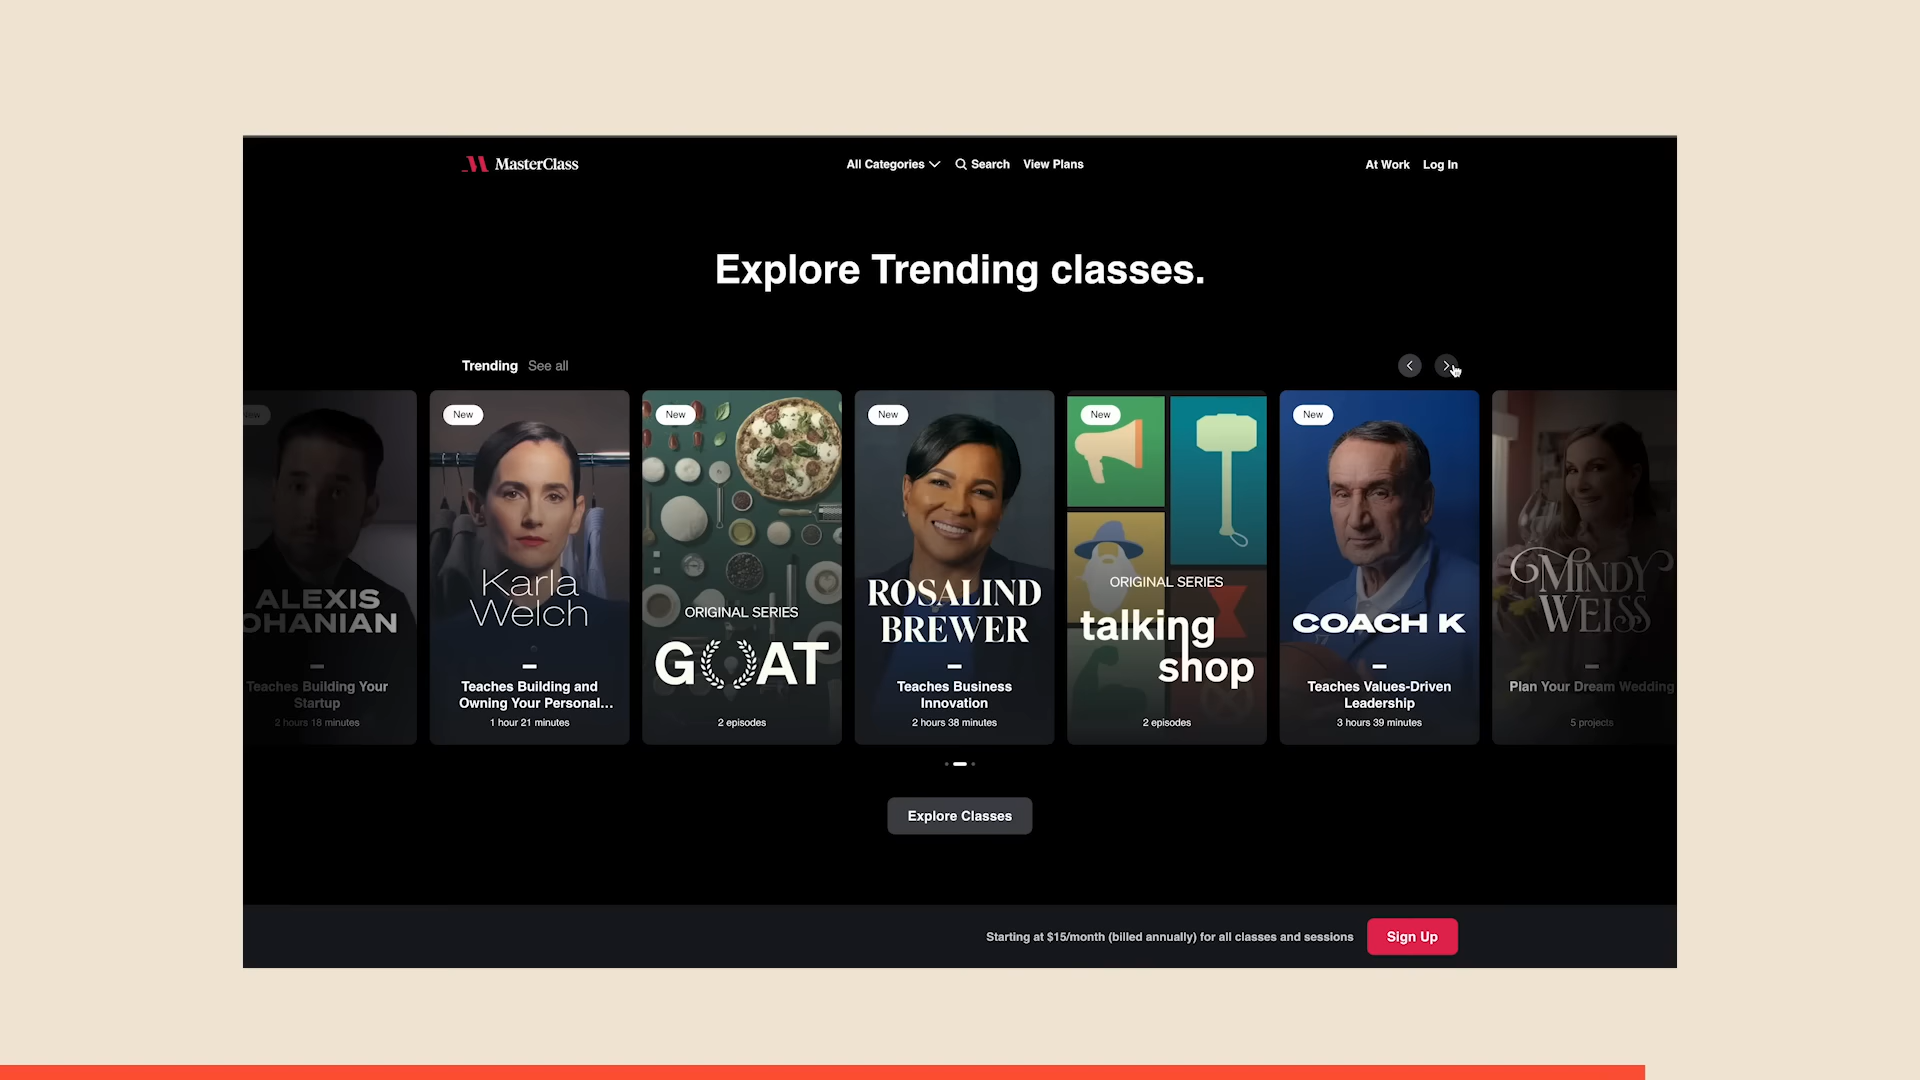 MasterClass
All Categories
Search
View Plans
At Work
Log In
Explore Trending classes.
Trending
See all
New
ALEXIS
OHANIAN
Teaches Building Your
Startup
2 hours 18 minutes
New
Karla
Welch
Teaches Building and
Owning Your Personal...
1 hour 21 minutes
New
ORIGINAL SERIES
GOAT
2 episodes
New
ROSALIND
BREWER
Teaches Business
Innovation
2 hours 38 minutes
New
ORIGINAL SERIES
talking
shop
2 episodes
New
COACH K
Teaches Values-Driven
Leadership
3 hours 39 minutes
MINDY
WEISS
Plan Your Dream Wedding
5 projects
Explore Classes
Starting at $15/month (billed annually) for all classes and sessions
Sign Up